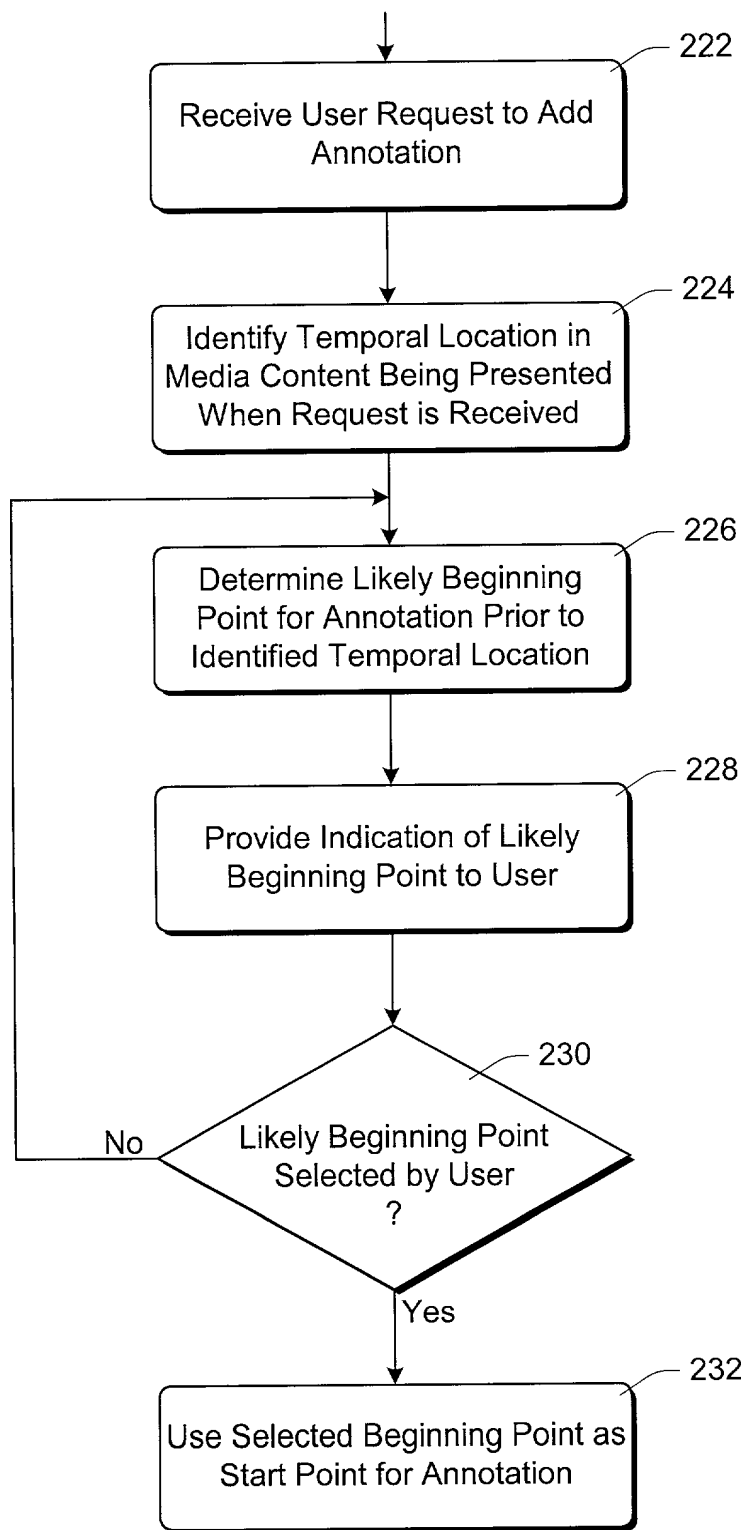 222
Receive User Request to Add
Annotation
224
Identify Temporal Location in
Media Content Being Presented
When Request is Received
226
Determine Likely Beginning
Point for Annotation Prior to
Identified Temporal Location
228
Provide Indication of Likely
Beginning Point to User
230
No
Likely Beginning Point
Selected by User
?
Yes
232
Use Selected Beginning Point as
Start Point for Annotation